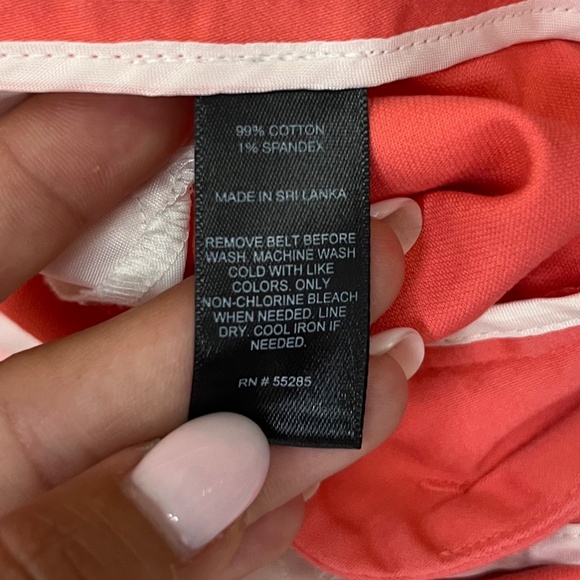 99% COTTON
1% SPANDEX
MADE IN SRI LANKA
REMOVE BELT BEFORE
WASH. MACHINE WASH
COLD WITH LIKE
COLORS. ONLY
NON-CHLORINE BLEACH
WHEN NEEDED. LINE
DRY. COOL IRON IF
NEEDED.
RN # 55285